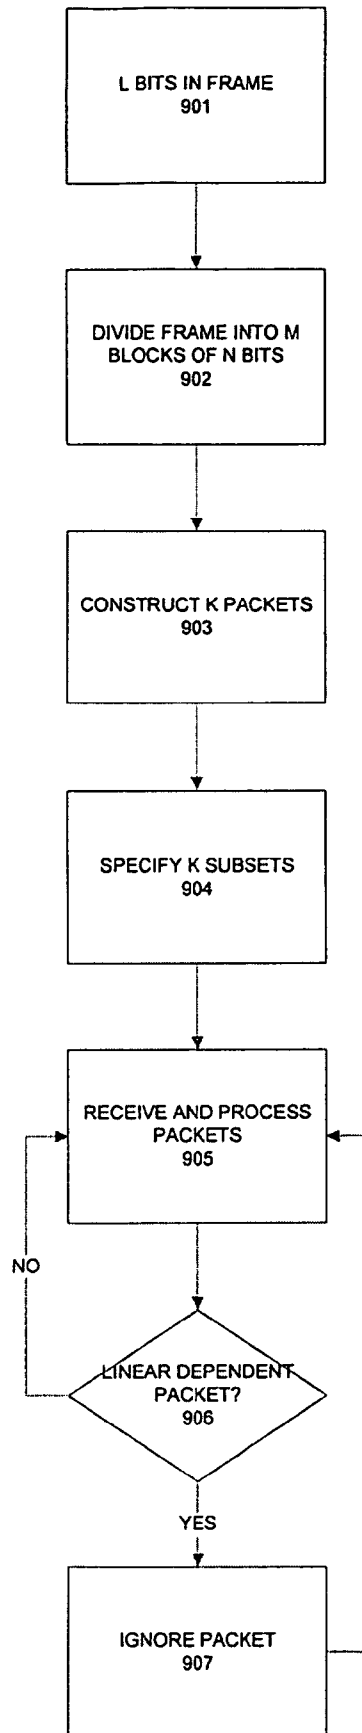 L BITS IN FRAME
901
DIVIDE FRAME INTO M
BLOCKS OF N BITS
902
CONSTRUCT K PACKETS
903
SPECIFY K SUBSETS
904
RECEIVE AND PROCESS
PACKETS
905
NO
LINEAR DEPENDENT
PACKET?
906
YES
IGNORE PACKET
907